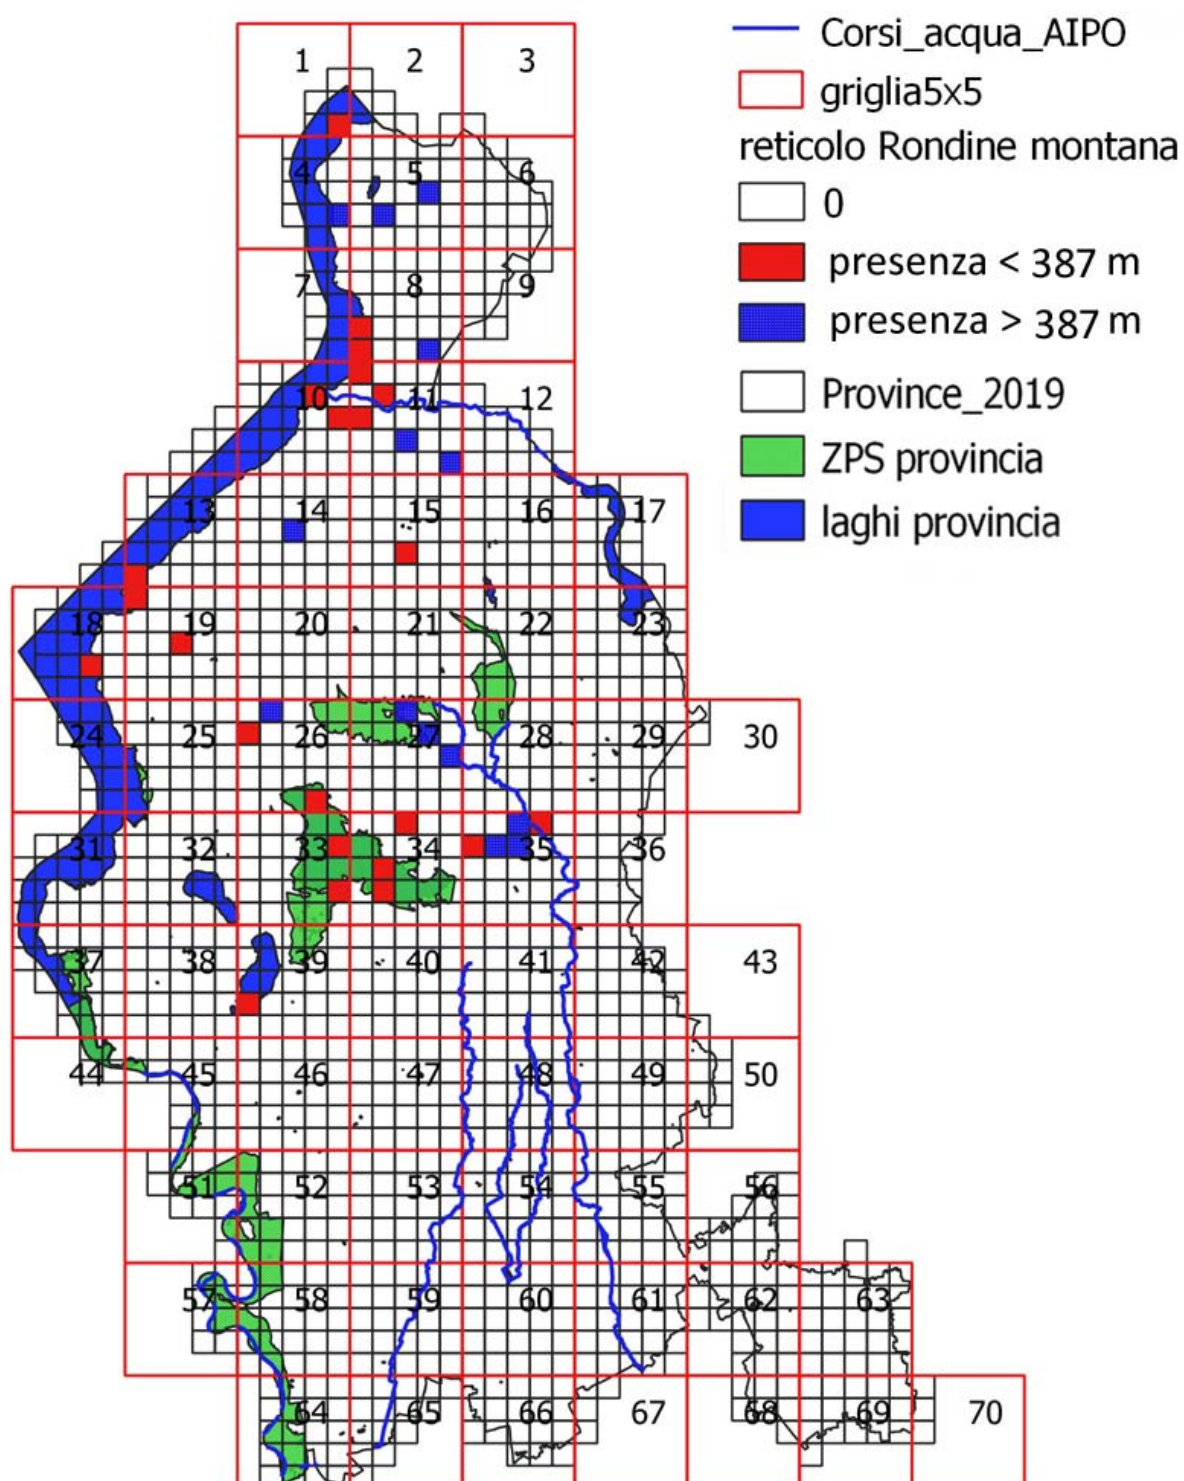 Corsi_acqua_AIPO
griglia5x5
reticolo Rondine montana
0
presenza < 387 m
presenza > 387 m
Province_2019
ZPS provincia
laghi provincia
1 2 3
4 5 6
7 8 9
10 11 12
13 14 15 16 17
18 19 20 21 22 23
24 25 26 27 28 29 30
31 32 33 34 35 36
37 38 39 40 41 42 43
44 45 46 47 48 49 50
51 52 53 54 55 56
57 58 59 60 61 62 63
64 65 66 67 68 69 70